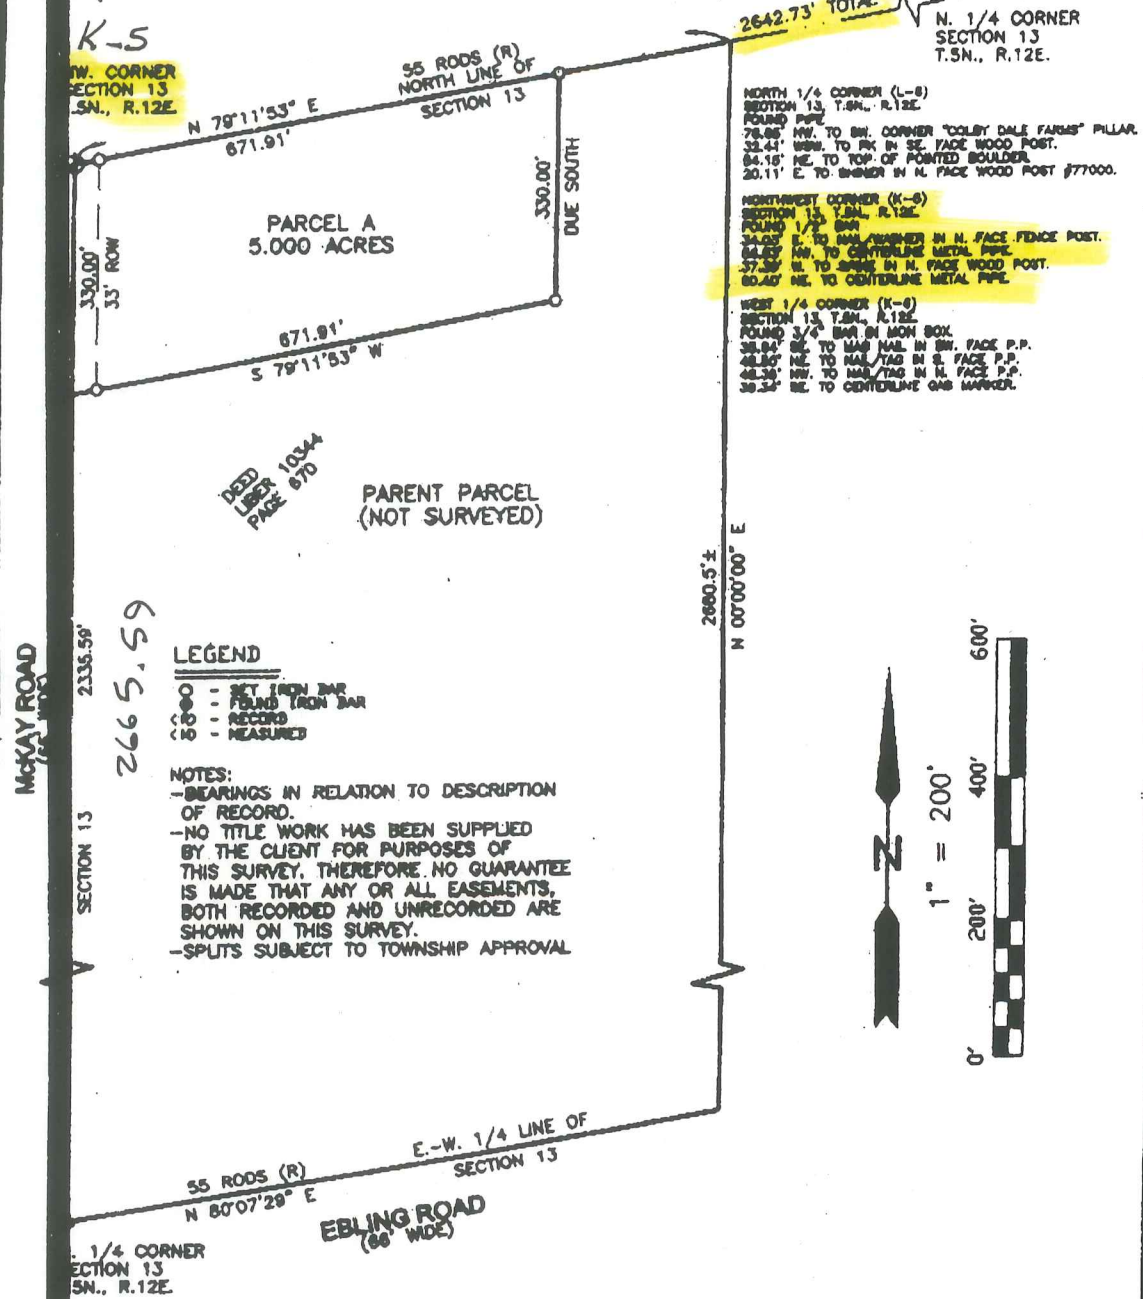 K-5
W. CORNER
SECTION 13
.5N., R.12E.
N 79°11'53" E
671.91'
55 RODS (R)
NORTH LINE OF
SECTION 13
2642.73' TOTAL
N. 1/4 CORNER
SECTION 13
T.5N., R.12E.
NORTH 1/4 CORNER (L-6)
SECTION 13, T.5N., R.12E.
FOUND PIPE
NW. TO SW. CORNER "COLBY DALE FARMS" PILLAR.
32.41' WSW. TO PK IN SE. FACE WOOD POST.
64.15' NE. TO TOP OF POINTED BOULDER
20.11' E. TO IN N. FACE WOOD POST #77000.
NORTHWEST CORNER (K-6)
SECTION 13, T.5N., R.12E.
FOUND 1/2" BAR
E. TO NAIL/WASHER IN N. FACE FENCE POST.
NW. TO CENTERLINE METAL PIPE.
N. TO IN N. FACE WOOD POST.
60.40' NE. TO CENTERLINE METAL PIPE.
WEST 1/4 CORNER (K-6)
SECTION 13, T.5N., R.12E.
FOUND 3/4" BAR IN MON BOX.
TO MAG NAIL IN SW. FACE P.P.
NE. TO NAIL/TAG IN S. FACE P.P.
NW. TO NAIL/TAG IN N. FACE P.P.
SE. TO CENTERLINE GAS MARKER.
330.00'
33' ROW
PARCEL A
5.000 ACRES
330.00'
DUE SOUTH
671.91'
S 79°11'53" W
DEED
LIBER 10344
PAGE 670
PARENT PARCEL
(NOT SURVEYED)
2680.5'±
N 00°00'00" E
McKAY ROAD
(66' WIDE)
2335.59'
2665.59
SECTION 13
LEGEND
O - SET IRON BAR
● - FOUND IRON BAR
(R) - RECORD
- MEASURED
NOTES:
-BEARINGS IN RELATION TO DESCRIPTION
OF RECORD.
-NO TITLE WORK HAS BEEN SUPPLIED
BY THE CLIENT FOR PURPOSES OF
THIS SURVEY. THEREFORE NO GUARANTEE
IS MADE THAT ANY OR ALL EASEMENTS,
BOTH RECORDED AND UNRECORDED ARE
SHOWN ON THIS SURVEY.
-SPLITS SUBJECT TO TOWNSHIP APPROVAL
N
1" = 200'
0' 200' 400' 600'
55 RODS (R)
N 80°07'29" E
E.-W. 1/4 LINE OF
SECTION 13
EBLING ROAD
(66' WIDE)
. 1/4 CORNER
SECTION 13
5N., R.12E.